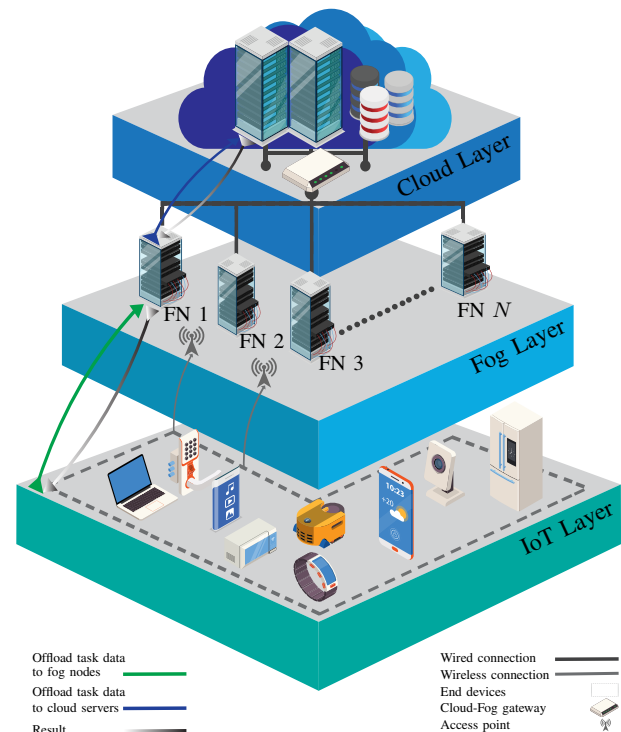 Cloud Layer
FN 1
FN 2
FN 3
FN N
Fog Layer
10:23
+20
IoT Layer
Offload task data
to fog nodes
Offload task data
to cloud servers
Result
Wired connection
Wireless connection
End devices
Cloud-Fog gateway
Access point